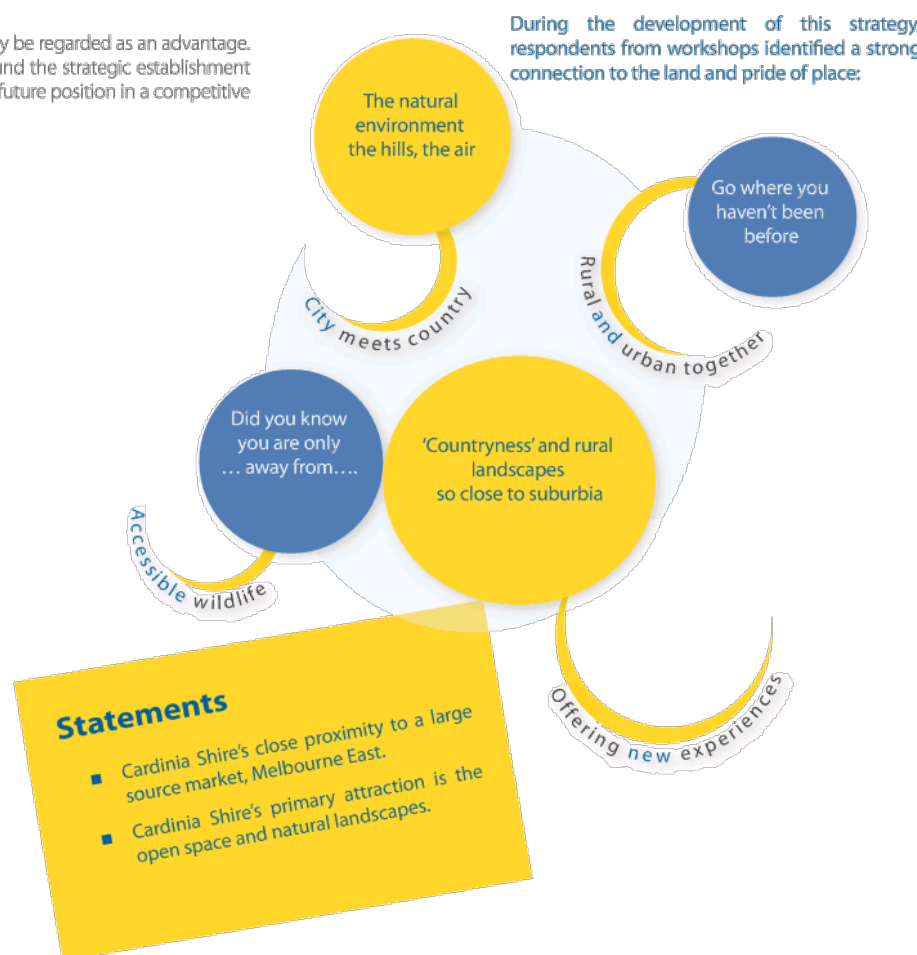 y be regarded as an advantage.
und the strategic establishment
future position in a competitive
During the development of this strategy,
respondents from workshops identified a strong
connection to the land and pride of place:
The natural
environment
the hills, the air
Go where you
haven't been
before
City meets country
Rural and urban together
Did you know
you are only
... away from....
'Countryness' and rural
landscapes
so close to suburbia
Accessible wildlife
Offering new experiences
Statements
▪ Cardinia Shire's close proximity to a large
source market, Melbourne East.
▪ Cardinia Shire's primary attraction is the
open space and natural landscapes.